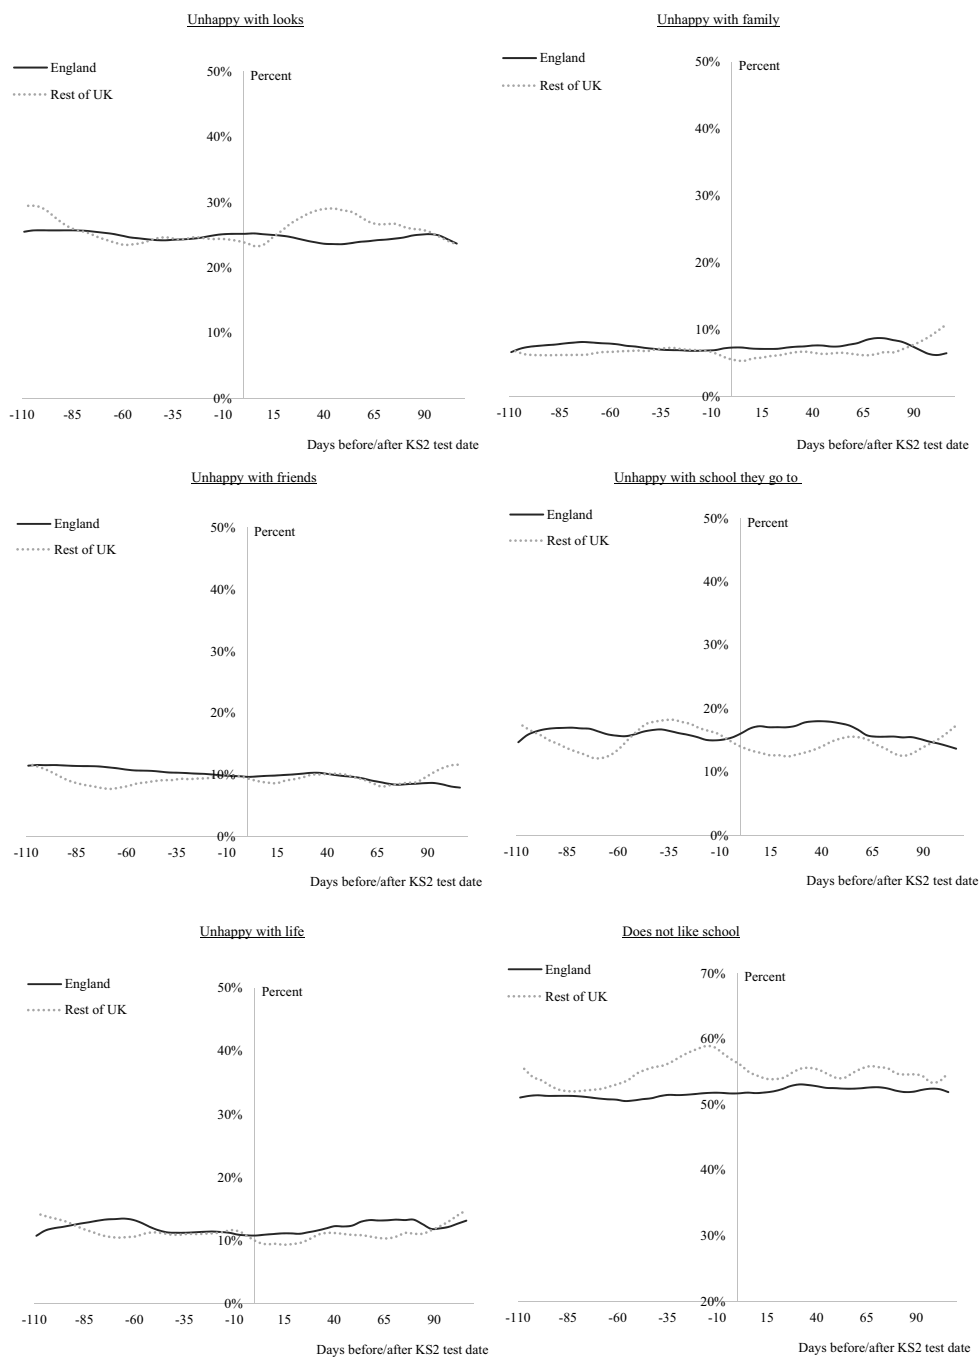 Unhappy with looks
England
Rest of UK
Percent
50%
40%
30%
20%
10%
0%
-110 -85 -60 -35 -10 15 40 65 90
Days before/after KS2 test date
Unhappy with family
England
Rest of UK
Percent
50%
40%
30%
20%
10%
0%
-110 -85 -60 -35 -10 15 40 65 90
Days before/after KS2 test date
Unhappy with friends
England
Rest of UK
Percent
50%
40%
30%
20%
10%
0%
-110 -85 -60 -35 -10 15 40 65 90
Days before/after KS2 test date
Unhappy with school they go to
England
Rest of UK
Percent
50%
40%
30%
20%
10%
0%
-110 -85 -60 -35 -10 15 40 65 90
Days before/after KS2 test date
Unhappy with life
England
Rest of UK
Percent
50%
40%
30%
20%
10%
0%
-110 -85 -60 -35 -10 15 40 65 90
Days before/after KS2 test date
Does not like school
England
Rest of UK
Percent
70%
60%
50%
40%
30%
20%
-110 -85 -60 -35 -10 15 40 65 90
Days before/after KS2 test date